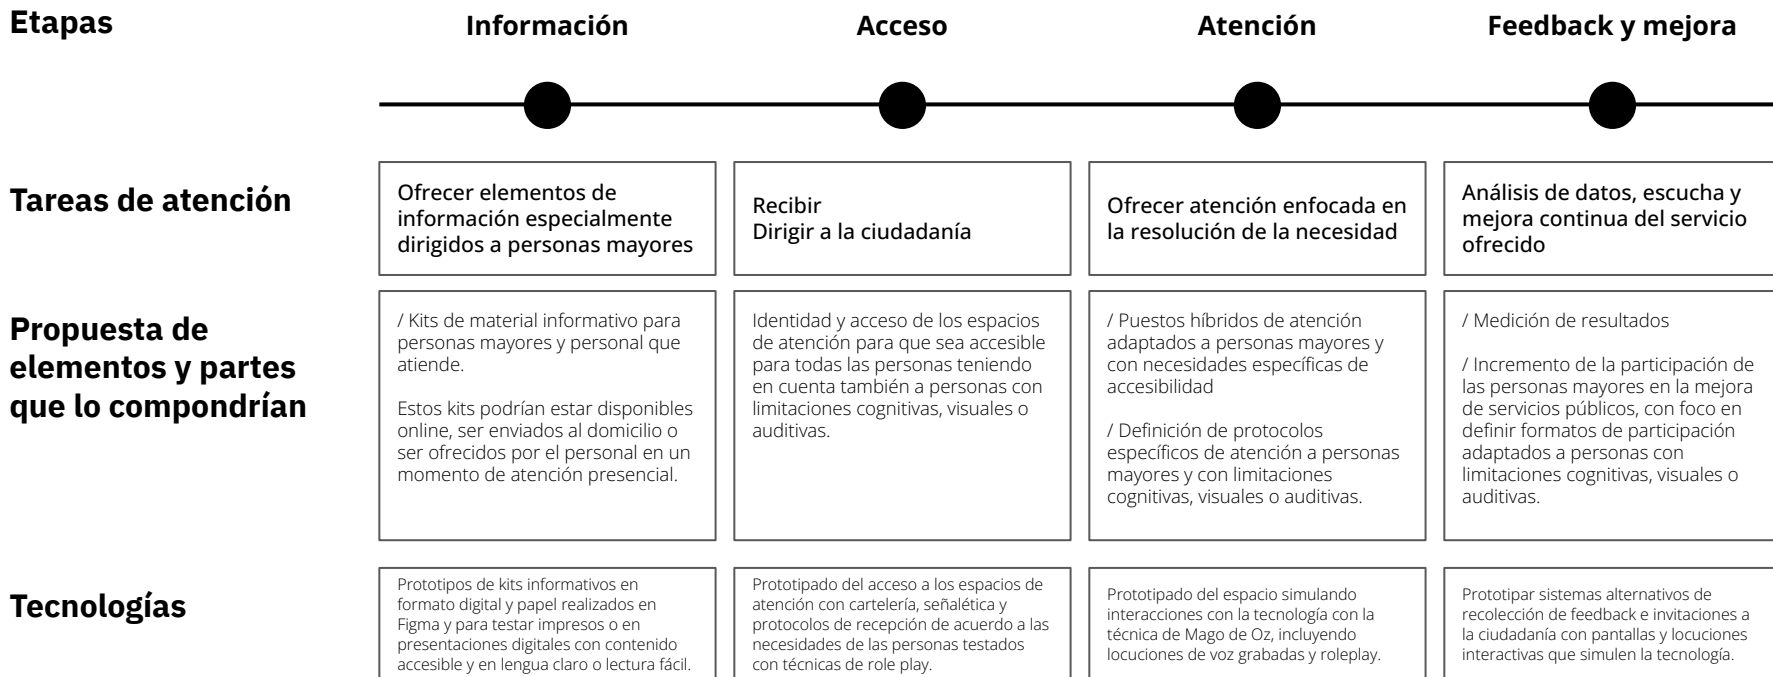 Etapas
Información
Acceso
Atención
Feedback y mejora
Tareas de atención
Ofrecer elementos de
información especialmente
dirigidos a personas mayores
Recibir
Dirigir a la ciudadanía
Ofrecer atención enfocada en
la resolución de la necesidad
Análisis de datos, escucha y
mejora continua del servicio
ofrecido
Propuesta de
elementos y partes
que lo compondrían
/ Kits de material informativo para
personas mayores y personal que
atiende.
Estos kits podrían estar disponibles
online, ser enviados al domicilio o
ser ofrecidos por el personal en un
momento de atención presencial.
Identidad y acceso de los espacios
de atención para que sea accesible
para todas las personas teniendo
en cuenta también a personas con
limitaciones cognitivas, visuales o
auditivas.
/ Puestos híbridos de atención
adaptados a personas mayores y
con necesidades específicas de
accesibilidad
/ Definición de protocolos
específicos de atención a personas
mayores y con limitaciones
cognitivas, visuales o auditivas.
/ Medición de resultados
/ Incremento de la participación de
las personas mayores en la mejora
de servicios públicos, con foco en
definir formatos de participación
adaptados a personas con
limitaciones cognitivas, visuales o
auditivas.
Tecnologías
Prototipos de kits informativos en
formato digital y papel realizados en
Figma y para testar impresos o en
presentaciones digitales con contenido
accesible y en lengua claro o lectura fácil.
Prototipado del acceso a los espacios de
atención con cartelería, señalética y
protocolos de recepción de acuerdo a las
necesidades de las personas testados
con técnicas de role play.
Prototipado del espacio simulando
interacciones con la tecnología con la
técnica de Mago de Oz, incluyendo
locuciones de voz grabadas y roleplay.
Prototipar sistemas alternativos de
recolección de feedback e invitaciones a
la ciudadanía con pantallas y locuciones
interactivas que simulen la tecnología.